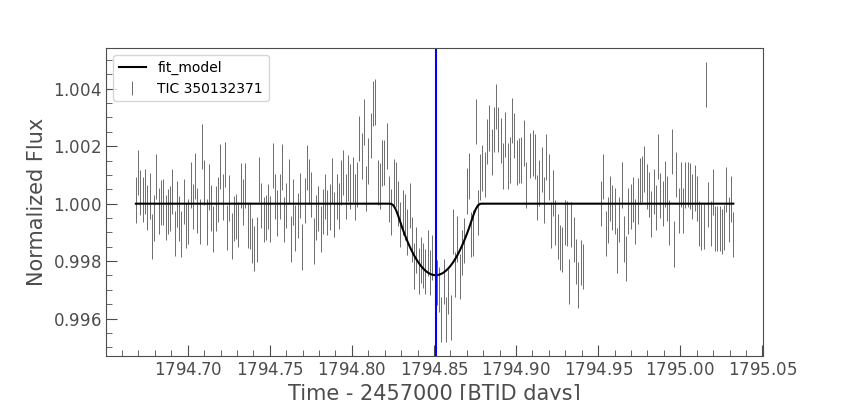 fit_model
TIC 350132371
1.004
1.002
1.000
0.998
0.996
Normalized Flux
1794.70 1794.75 1794.80 1794.85 1794.90 1794.95 1795.00 1795.05
Time - 2457000 [BTJD days]